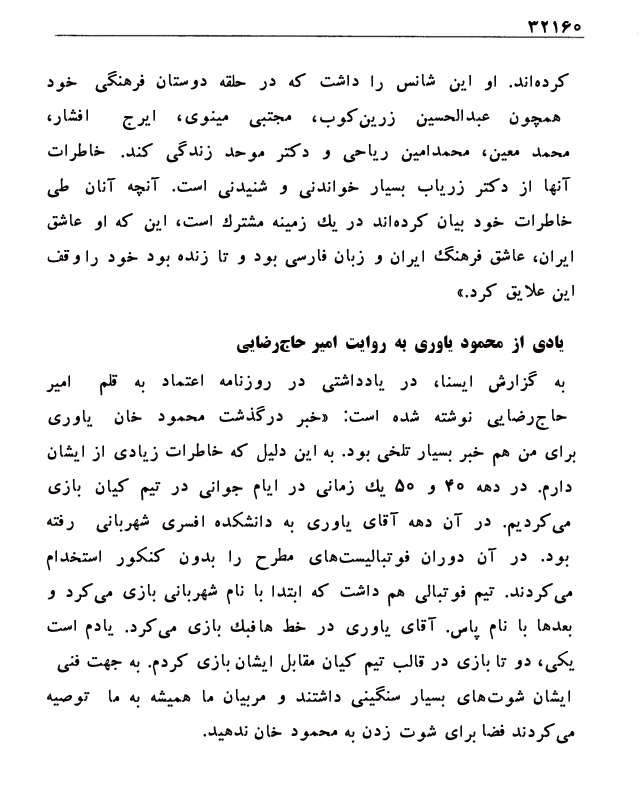 ۳۲۱۶۰
کرده‌اند. او این شانس را داشت که در حلقه دوستان فرهنگی خود
همچون عبدالحسین زرین‌کوب، مجتبی مینوی، ایرج افشار،
محمد معین، محمدامین ریاحی و دکتر موحد زندگی کند. خاطرات
آنها از دکتر زریاب بسیار خواندنی و شنیدنی است. آنچه آنان طی
خاطرات خود بیان کرده‌اند در یك زمینه مشترك است، این که او عاشق
ایران، عاشق فرهنگ ایران و زبان فارسی بود و تا زنده بود خود را وقف
این علایق کرد.»
یادی از محمود یاوری به روایت امیر حاج‌رضایی
به گزارش ایسنا، در یادداشتی در روزنامه اعتماد به قلم امیر
حاج‌رضایی نوشته شده است: «خبر درگذشت محمود خان یاوری
برای من هم خبر بسیار تلخی بود. به این دلیل که خاطرات زیادی از ایشان
دارم. در دهه ۴۰ و ۵۰ یك زمانی در ایام جوانی در تیم کیان بازی
می‌کردیم. در آن دهه آقای یاوری به دانشکده افسری شهربانی رفته
بود. در آن دوران فوتبالیست‌های مطرح را بدون کنکور استخدام
می‌کردند. تیم فوتبالی هم داشت که ابتدا با نام شهربانی بازی می‌کرد و
بعدها با نام پاس. آقای یاوری در خط هافبك بازی می‌کرد. یادم است
یکی، دو تا بازی در قالب تیم کیان مقابل ایشان بازی کردم. به جهت فنی
ایشان شوت‌های بسیار سنگینی داشتند و مربیان ما همیشه به ما توصیه
می‌کردند فضا برای شوت زدن به محمود خان ندهید.